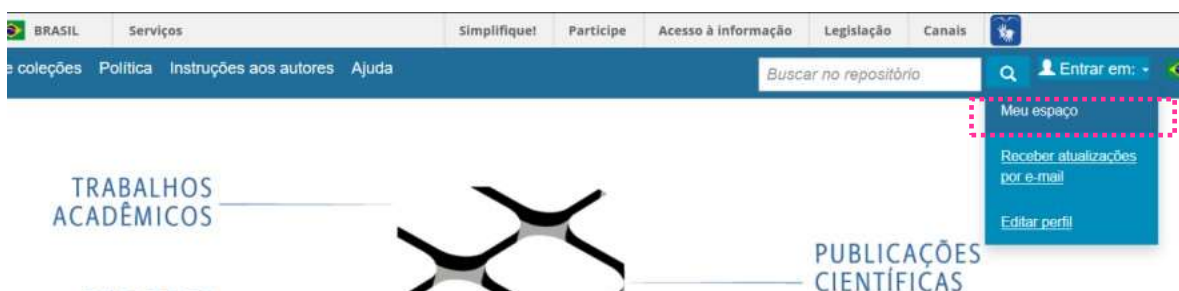 BRASIL Serviços Simplifique! Participe Acesso à informação Legislação Canais
e coleções Política Instruções aos autores Ajuda Buscar no repositório Entrar em:
Meu espaço
Receber atualizações
por e-mail
Editar perfil
TRABALHOS
ACADÊMICOS
PUBLICAÇÕES
CIENTÍFICAS